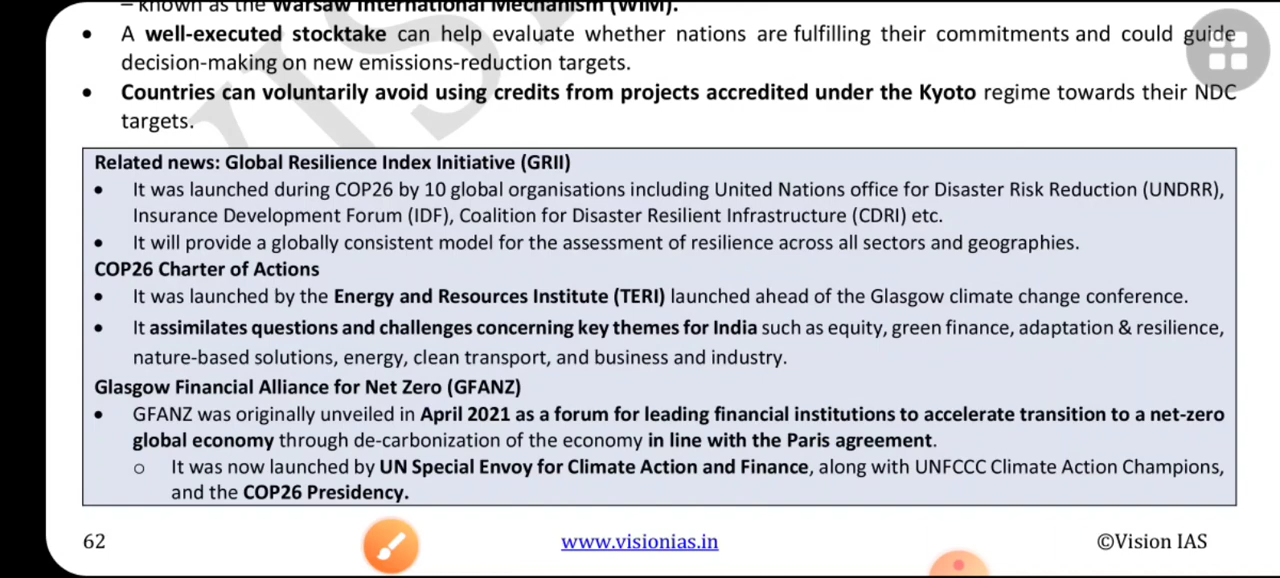 – known as the Warsaw International Mechanism (WIM).
• A well-executed stocktake can help evaluate whether nations are fulfilling their commitments and could guide
decision-making on new emissions-reduction targets.
• Countries can voluntarily avoid using credits from projects accredited under the Kyoto regime towards their NDC
targets.
Related news: Global Resilience Index Initiative (GRII)
• It was launched during COP26 by 10 global organisations including United Nations office for Disaster Risk Reduction (UNDRR),
Insurance Development Forum (IDF), Coalition for Disaster Resilient Infrastructure (CDRI) etc.
• It will provide a globally consistent model for the assessment of resilience across all sectors and geographies.
COP26 Charter of Actions
• It was launched by the Energy and Resources Institute (TERI) launched ahead of the Glasgow climate change conference.
• It assimilates questions and challenges concerning key themes for India such as equity, green finance, adaptation & resilience,
nature-based solutions, energy, clean transport, and business and industry.
Glasgow Financial Alliance for Net Zero (GFANZ)
• GFANZ was originally unveiled in April 2021 as a forum for leading financial institutions to accelerate transition to a net-zero
global economy through de-carbonization of the economy in line with the Paris agreement.
o It was now launched by UN Special Envoy for Climate Action and Finance, along with UNFCCC Climate Action Champions,
and the COP26 Presidency.
62 www.visionias.in ©Vision IAS